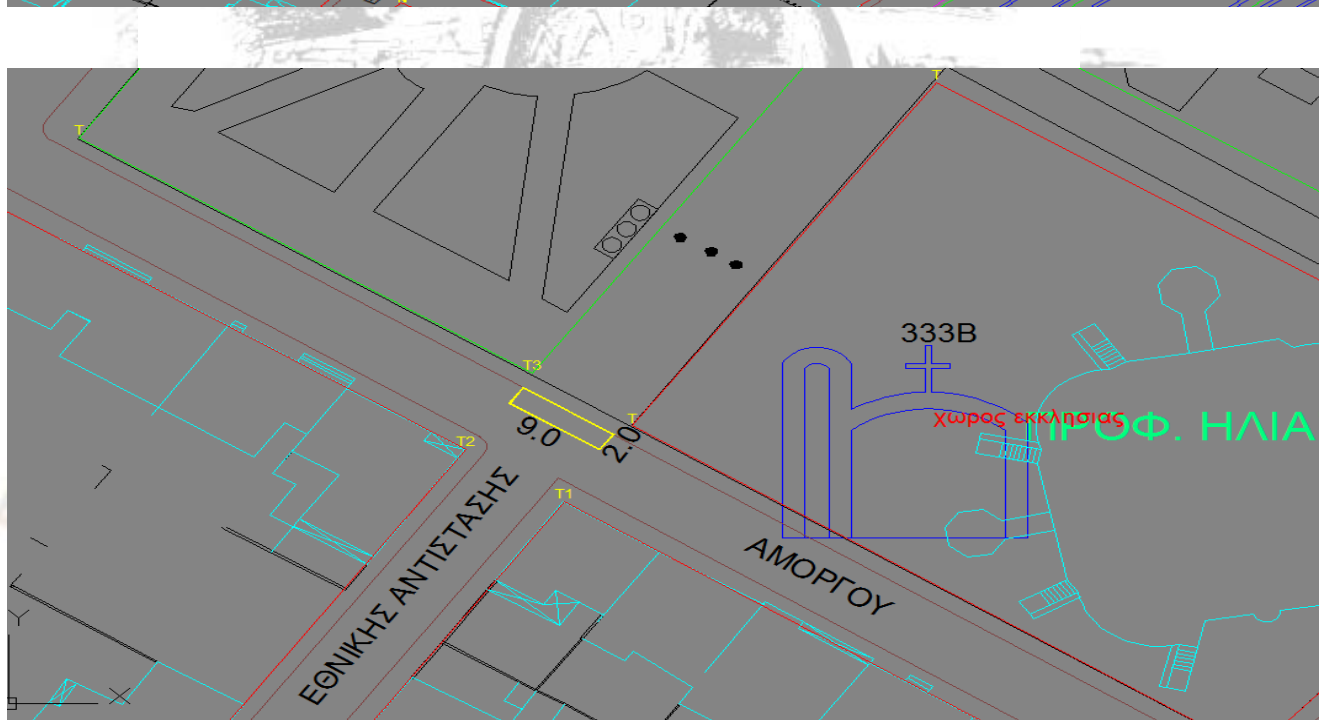 T
T
T3
333Β
T
χωρος εκκλησιας
ΠΡΟΦ. ΗΛΙΑ
9.0
2.0
T2
T1
ΕΘΝΙΚΗΣ ΑΝΤΙΣΤΑΣΗΣ
ΑΜΟΡΓΟΥ
Y
X